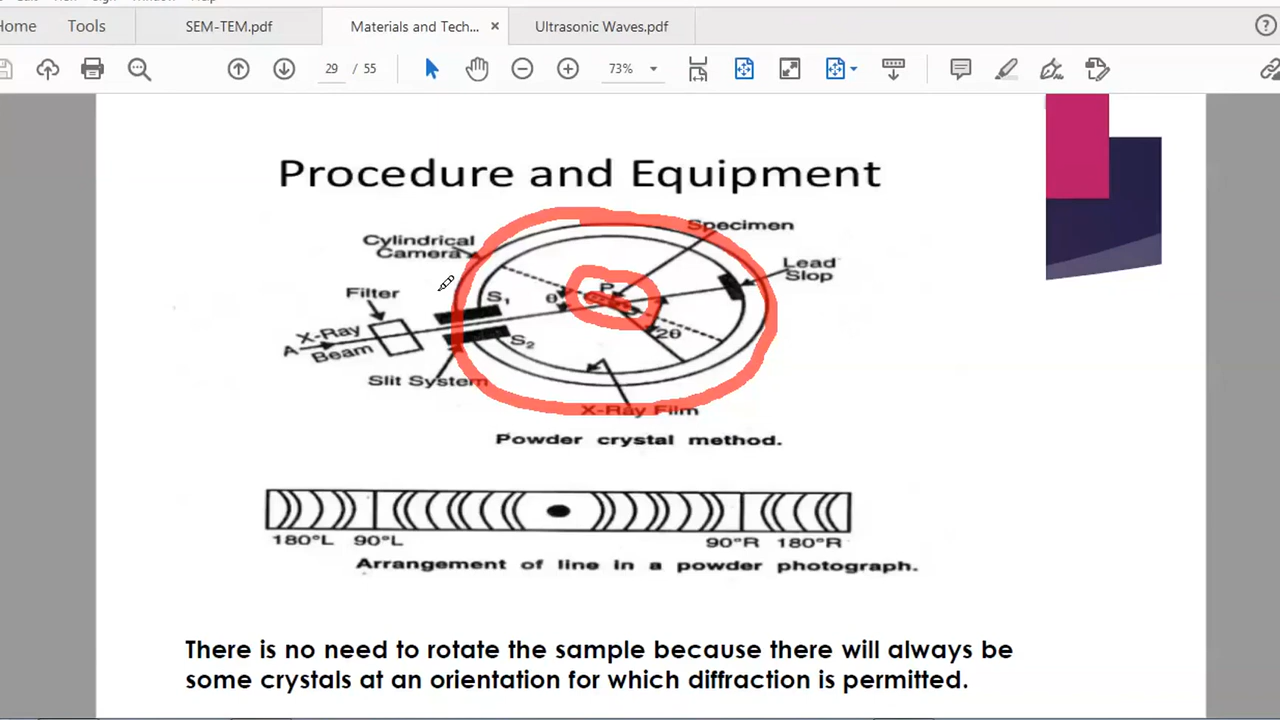 Home Tools SEM-TEM.pdf Materials and Tech... × Ultrasonic Waves.pdf
29 / 55 73%
Procedure and Equipment
Specimen
Cylindrical
Camera
Lead
Slop
Filter
P
S1
θ
X-Ray
A
Beam
2θ
S2
Slit System
X-Ray Film
Powder crystal method.
180°L 90°L 90°R 180°R
Arrangement of line in a powder photograph.
There is no need to rotate the sample because there will always be
some crystals at an orientation for which diffraction is permitted.